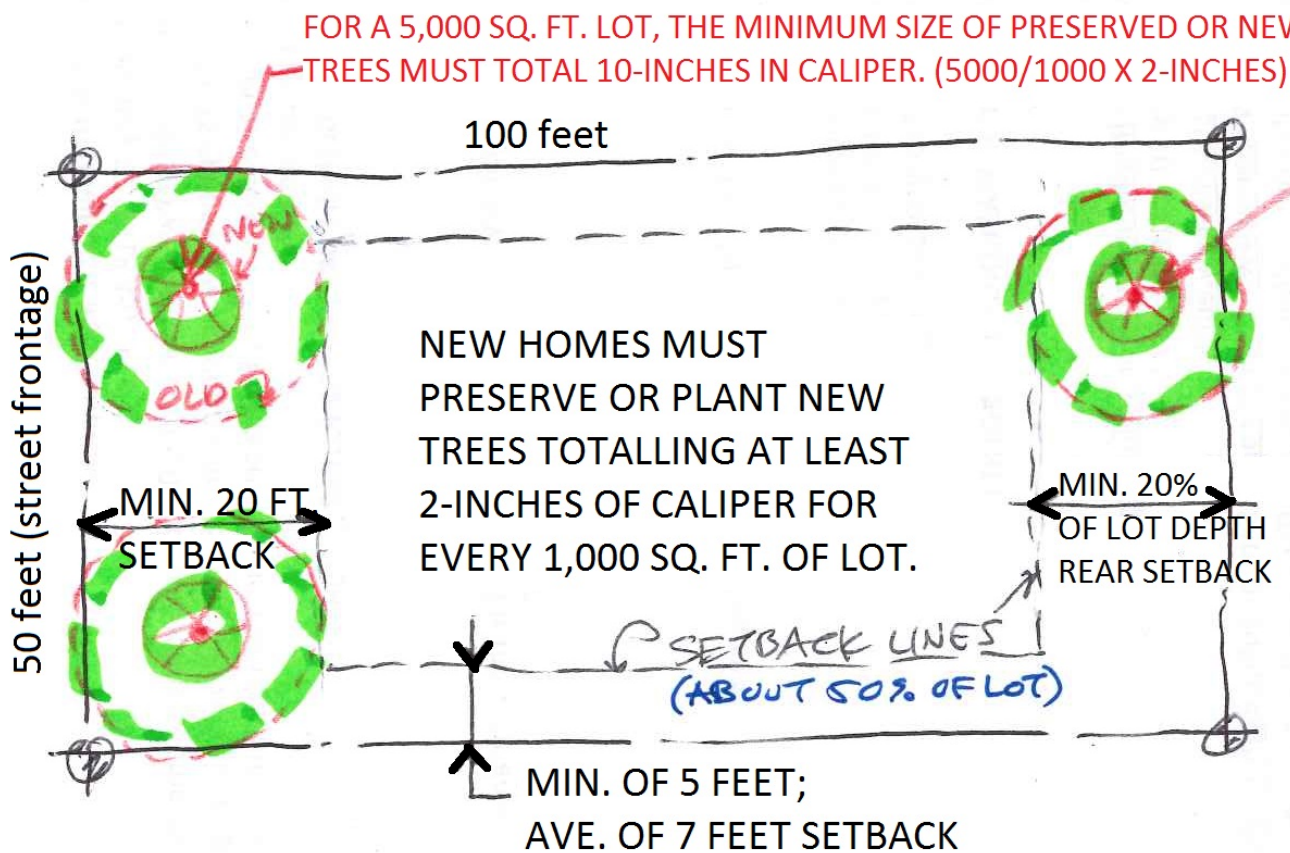 FOR A 5,000 SQ. FT. LOT, THE MINIMUM SIZE OF PRESERVED OR NEW
TREES MUST TOTAL 10-INCHES IN CALIPER. (5000/1000 X 2-INCHES)
100 feet
50 feet (street frontage)
NEW
OLD
NEW HOMES MUST
PRESERVE OR PLANT NEW
TREES TOTALLING AT LEAST
2-INCHES OF CALIPER FOR
EVERY 1,000 SQ. FT. OF LOT.
MIN. 20 FT
SETBACK
MIN. 20%
OF LOT DEPTH
REAR SETBACK
SETBACK LINES
(ABOUT 50% OF LOT)
MIN. OF 5 FEET;
AVE. OF 7 FEET SETBACK